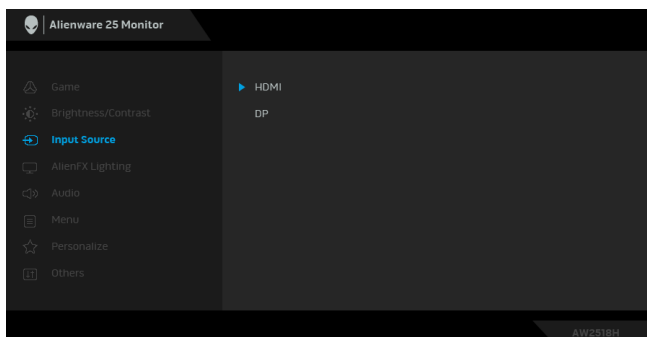 Alienware 25 Monitor
Game
HDMI
Brightness/Contrast
DP
Input Source
AlienFX Lighting
Audio
Menu
Personalize
Others
AW2518H